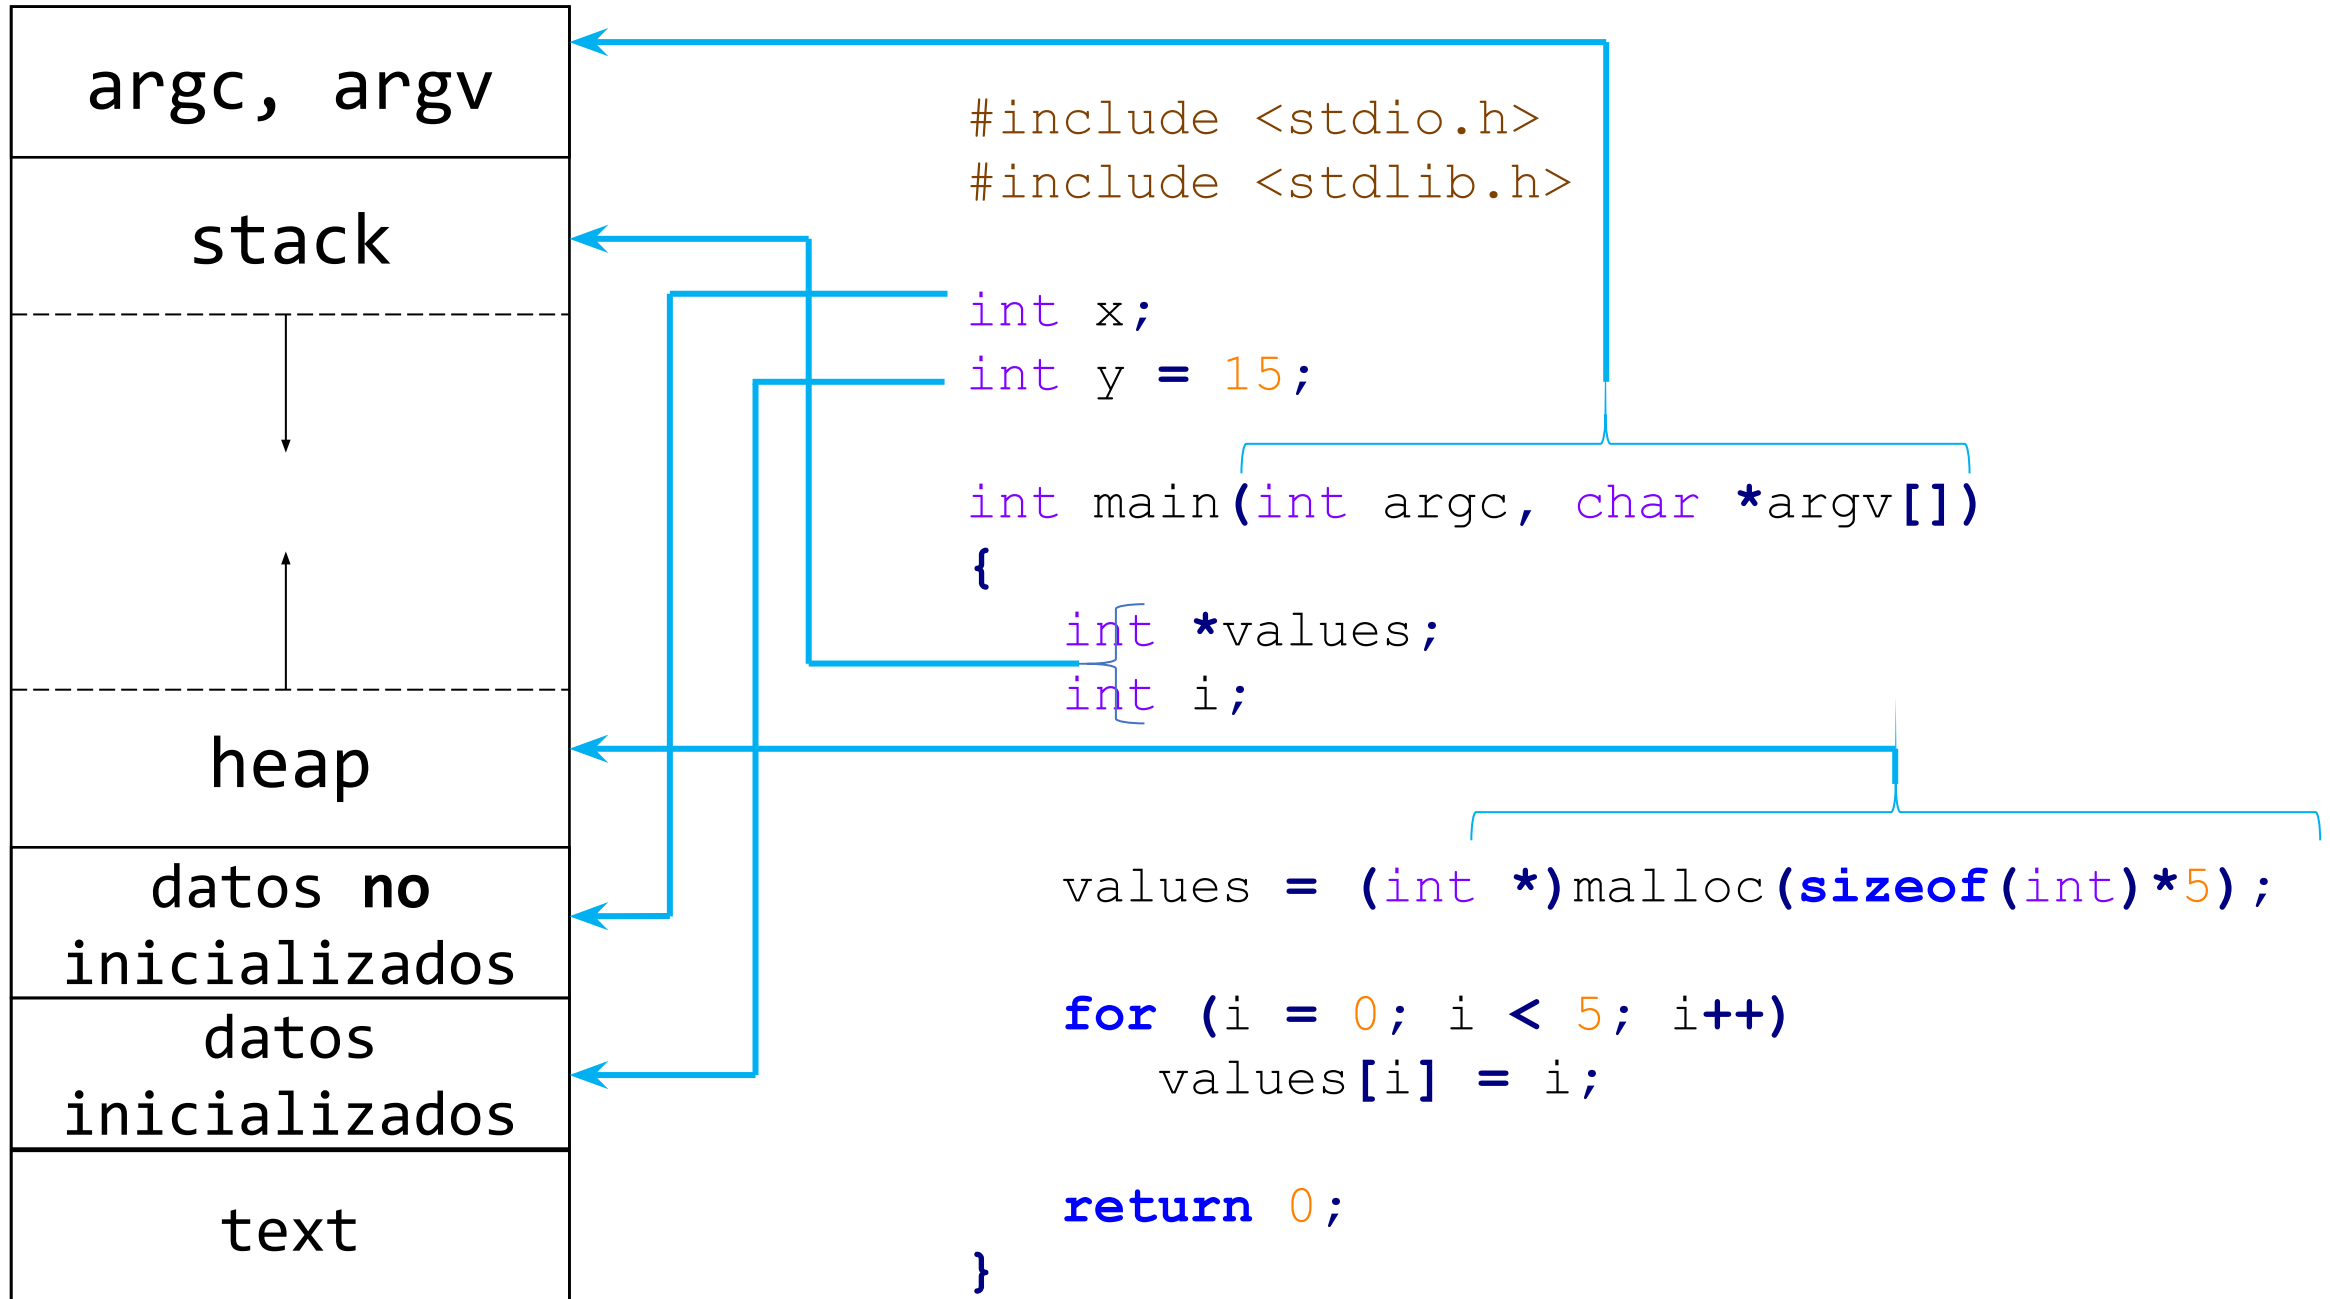 argc, argv
stack
heap
datos no
inicializados
datos
inicializados
text
#include <stdio.h>
#include <stdlib.h>
int x;
int y = 15;
int main(int argc, char *argv[])
{
int *values;
int i;
values = (int *)malloc(sizeof(int)*5);
for (i = 0; i < 5; i++)
values[i] = i;
return 0;
}